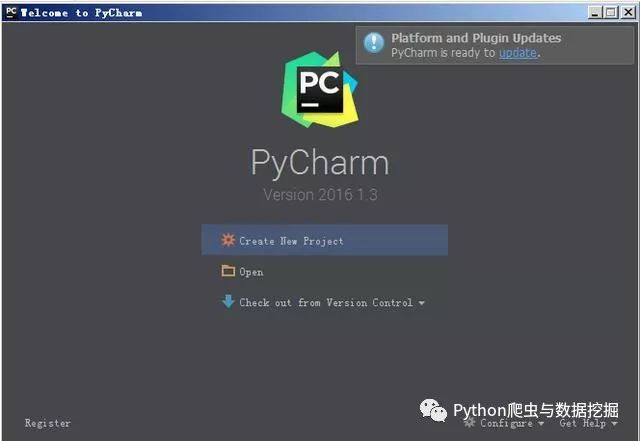 Welcome to PyCharm
Platform and Plugin Updates
PyCharm is ready to update.
PC
PyCharm
Version 2016.1.3
Create New Project
Open
Check out from Version Control
Register
Configure
Get Help
Python爬虫与数据挖掘